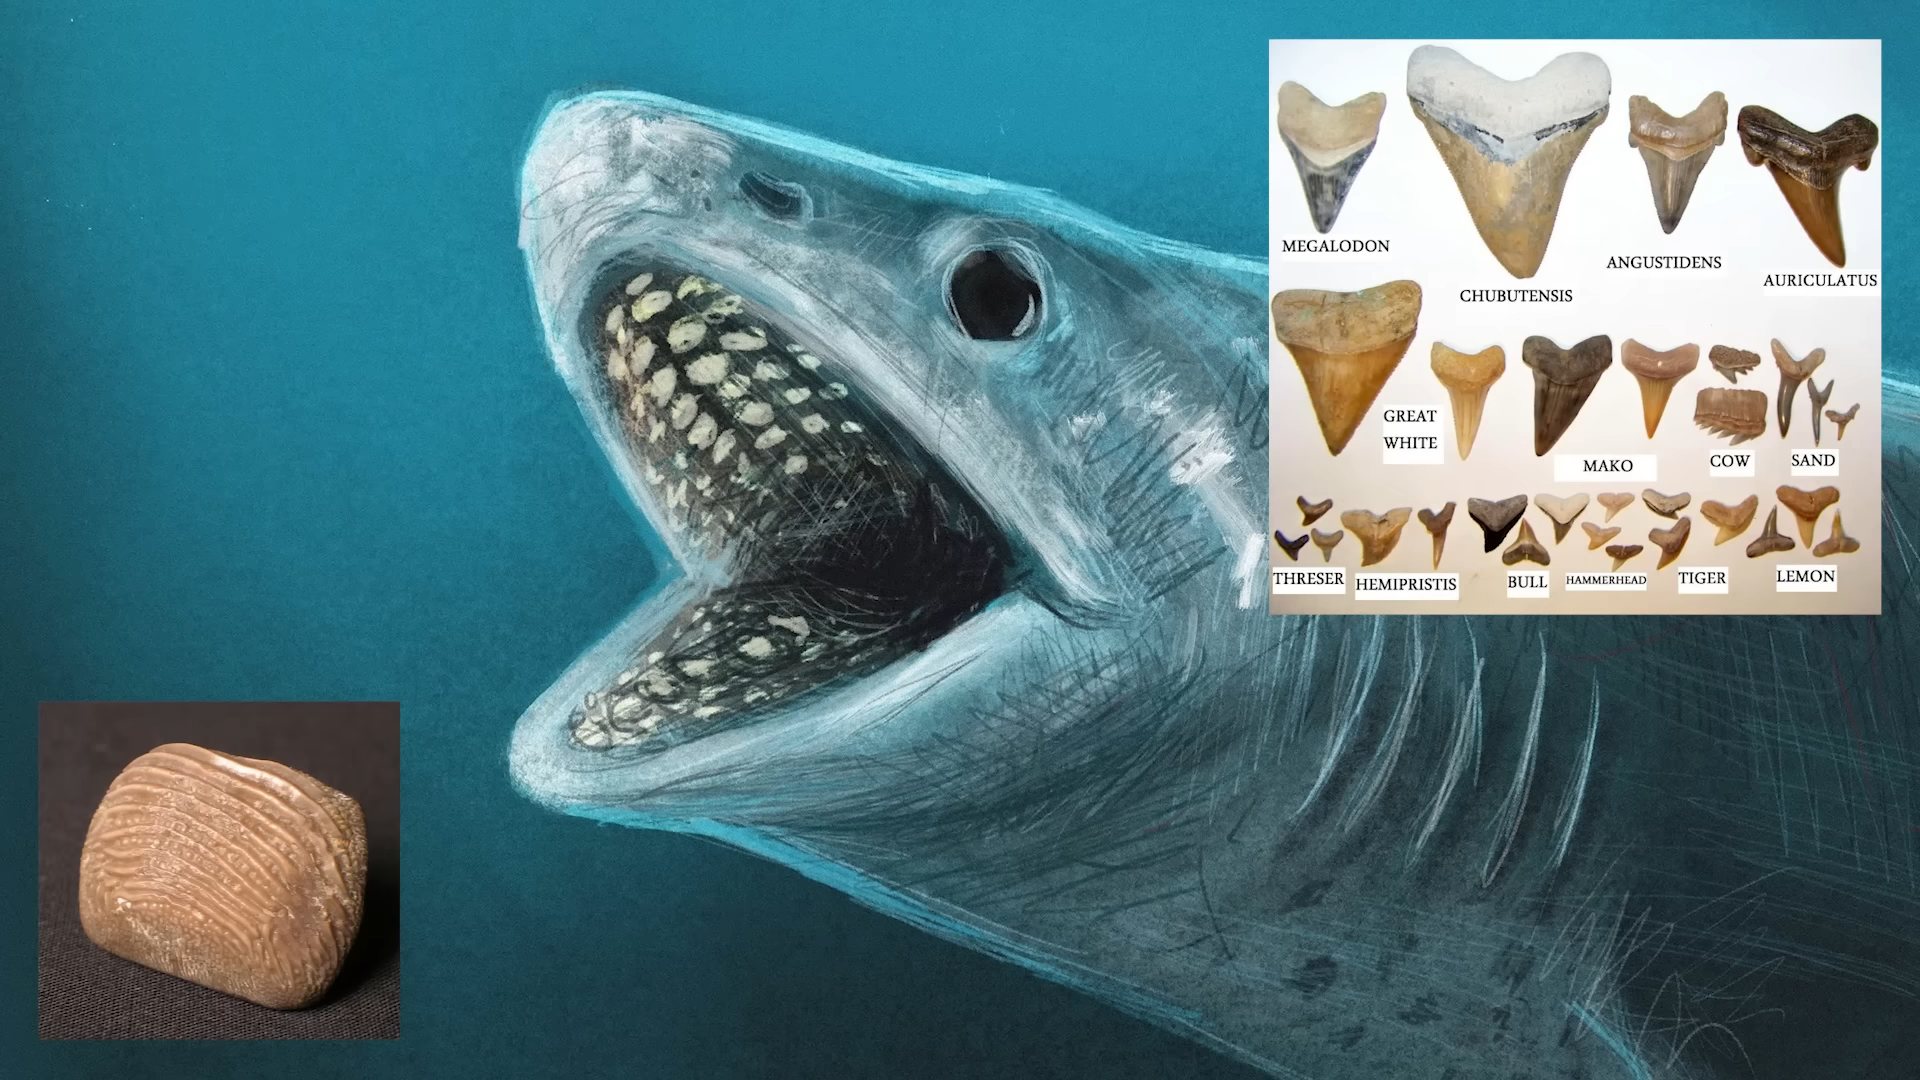 MEGALODON
CHUBUTENSIS
ANGUSTIDENS
AURICULATUS
GREAT
WHITE
MAKO
COW
SAND
THRESER
HEMIPRISTIS
BULL
HAMMERHEAD
TIGER
LEMON